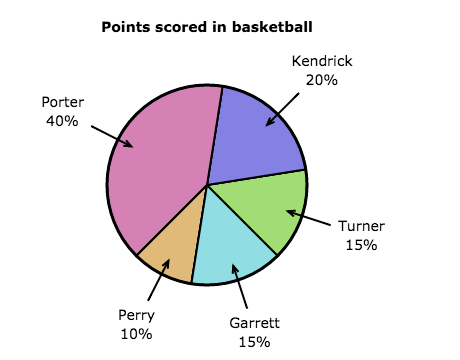 Points scored in basketball
Kendrick
20%
Porter
40%
Turner
15%
Perry
10%
Garrett
15%